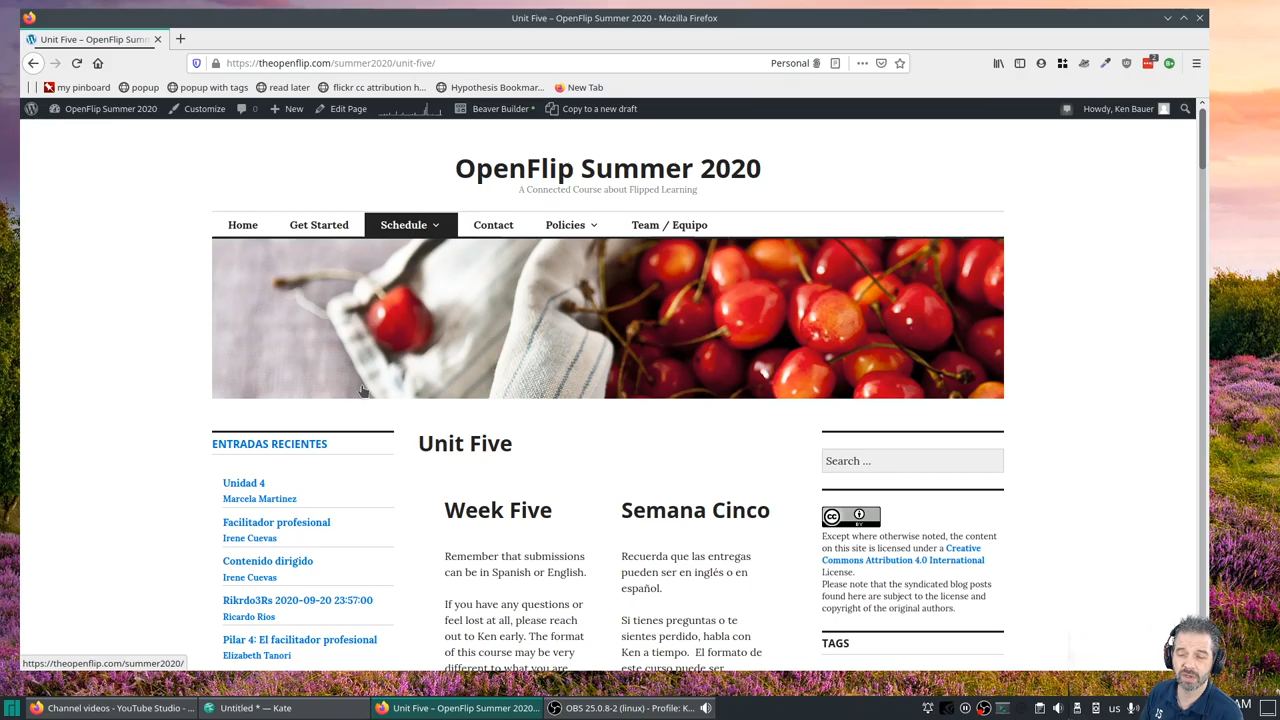 Unit Five – OpenFlip Summer 2020 - Mozilla Firefox
Unit Five – OpenFlip Summ
https://theopenflip.com/summer2020/unit-five/
Personal
my pinboard
popup
popup with tags
read later
flickr cc attribution h...
Hypothesis Bookmar...
New Tab
OpenFlip Summer 2020
Customize
New
Edit Page
Beaver Builder
Copy to a new draft
Howdy, Ken Bauer
OpenFlip Summer 2020
A Connected Course about Flipped Learning
Home
Get Started
Schedule
Contact
Policies
Team / Equipo
ENTRADAS RECIENTES
Unidad 4
Marcela Martinez
Facilitador profesional
Irene Cuevas
Contenido dirigido
Irene Cuevas
Rikrdo3Rs 2020-09-20 23:57:00
Ricardo Rios
Pilar 4: El facilitador profesional
Elizabeth Tanori
Unit Five
Week Five
Remember that submissions
can be in Spanish or English.
If you have any questions or
feel lost at all, please reach
out to Ken early. The format
of this course may be very
different to what you are
Semana Cinco
Recuerda que las entregas
pueden ser en inglés o en
español.
Si tienes preguntas o te
sientes perdido, habla con
Ken a tiempo. El formato de
este curso puede ser
Search ...
cc
BY
Except where otherwise noted, the content
on this site is licensed under a Creative
Commons Attribution 4.0 International
License.
Please note that the syndicated blog posts
found here are subject to the license and
copyright of the original authors.
TAGS
https://theopenflip.com/summer2020/
Channel videos - YouTube Studio - ...
Untitled * — Kate
Unit Five – OpenFlip Summer 2020...
OBS 25.0.8-2 (linux) - Profile: K...
us
AM